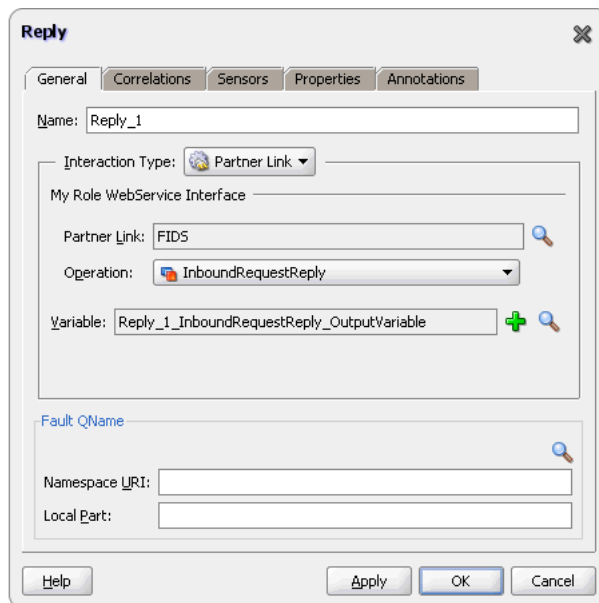 Reply
General Correlations Sensors Properties Annotations
Name: Reply_1
Interaction Type: Partner Link
My Role WebService Interface
Partner Link: FIDS
Operation: InboundRequestReply
Variable: Reply_1_InboundRequestReply_OutputVariable
Fault QName
Namespace URI:
Local Part:
Help Apply OK Cancel